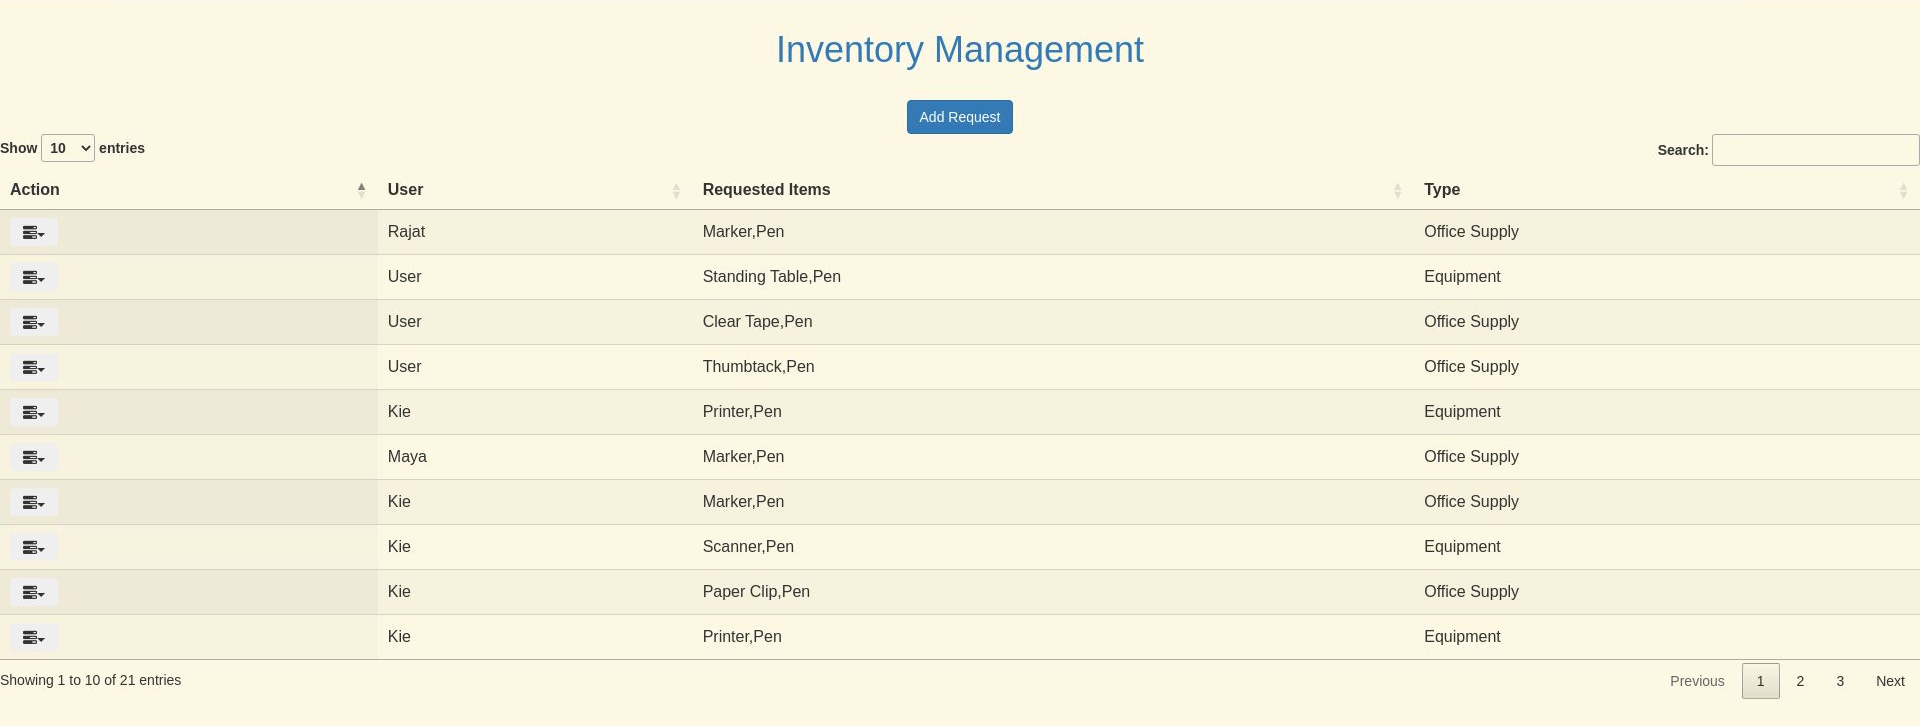 Inventory Management
Add Request
Show 10 entries
Search:
Action User Requested Items Type
Rajat Marker,Pen Office Supply
User Standing Table,Pen Equipment
User Clear Tape,Pen Office Supply
User Thumbtack,Pen Office Supply
Kie Printer,Pen Equipment
Maya Marker,Pen Office Supply
Kie Marker,Pen Office Supply
Kie Scanner,Pen Equipment
Kie Paper Clip,Pen Office Supply
Kie Printer,Pen Equipment
Showing 1 to 10 of 21 entries
Previous 1 2 3 Next